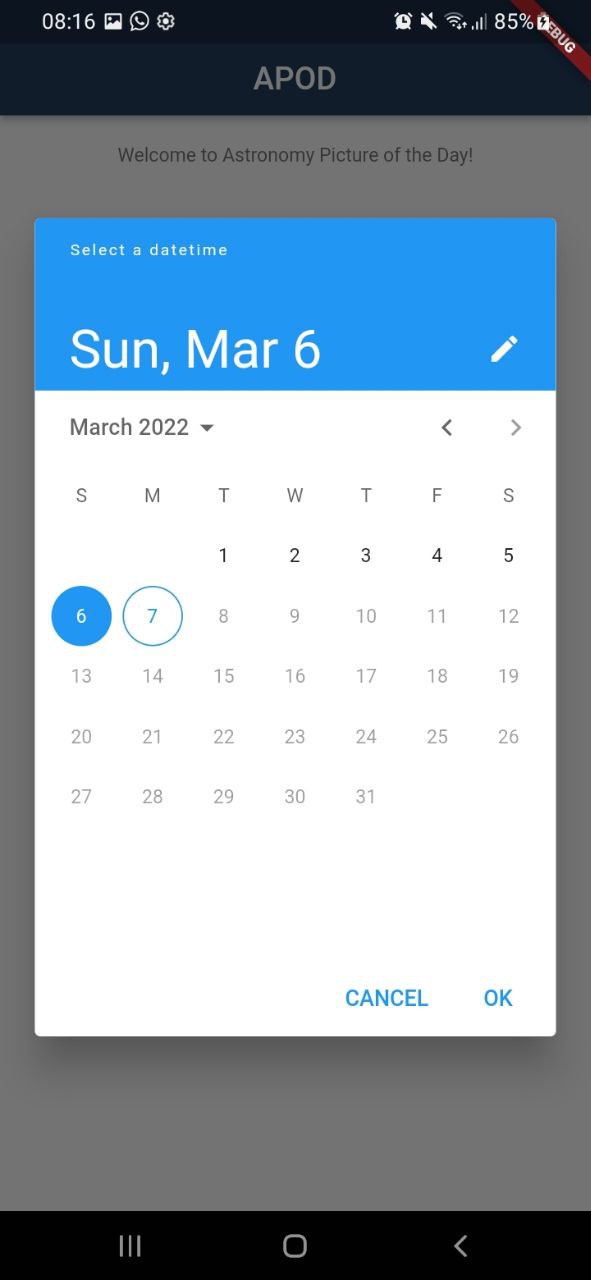 08:16 85%
DEBUG
APOD
Welcome to Astronomy Picture of the Day!
Select a datetime
Sun, Mar 6
March 2022
S M T W T F S
1 2 3 4 5
6 7 8 9 10 11 12
13 14 15 16 17 18 19
20 21 22 23 24 25 26
27 28 29 30 31
CANCEL OK